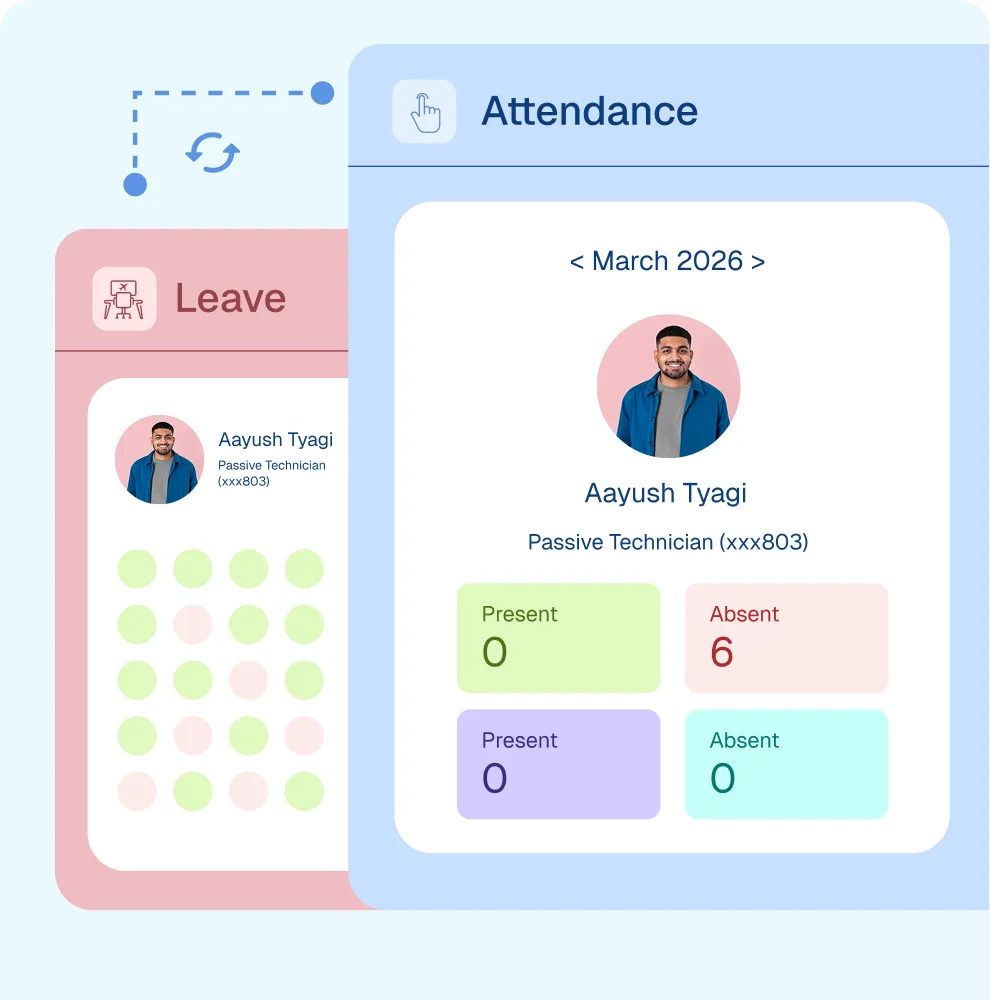 Attendance
< March 2026 >
Aayush Tyagi
Passive Technician (xxx803)
Present
0
Absent
6
Present
0
Absent
0
Leave
Aayush Tyagi
Passive Technician
(xxx803)